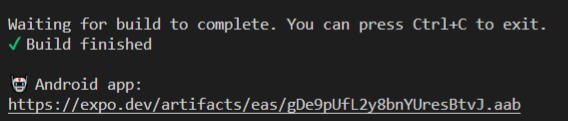 Waiting for build to complete. You can press Ctrl+C to exit.
✓ Build finished
🤖 Android app:
https://expo.dev/artifacts/eas/gDe9pUfL2y8bnYUresBtvJ.aab